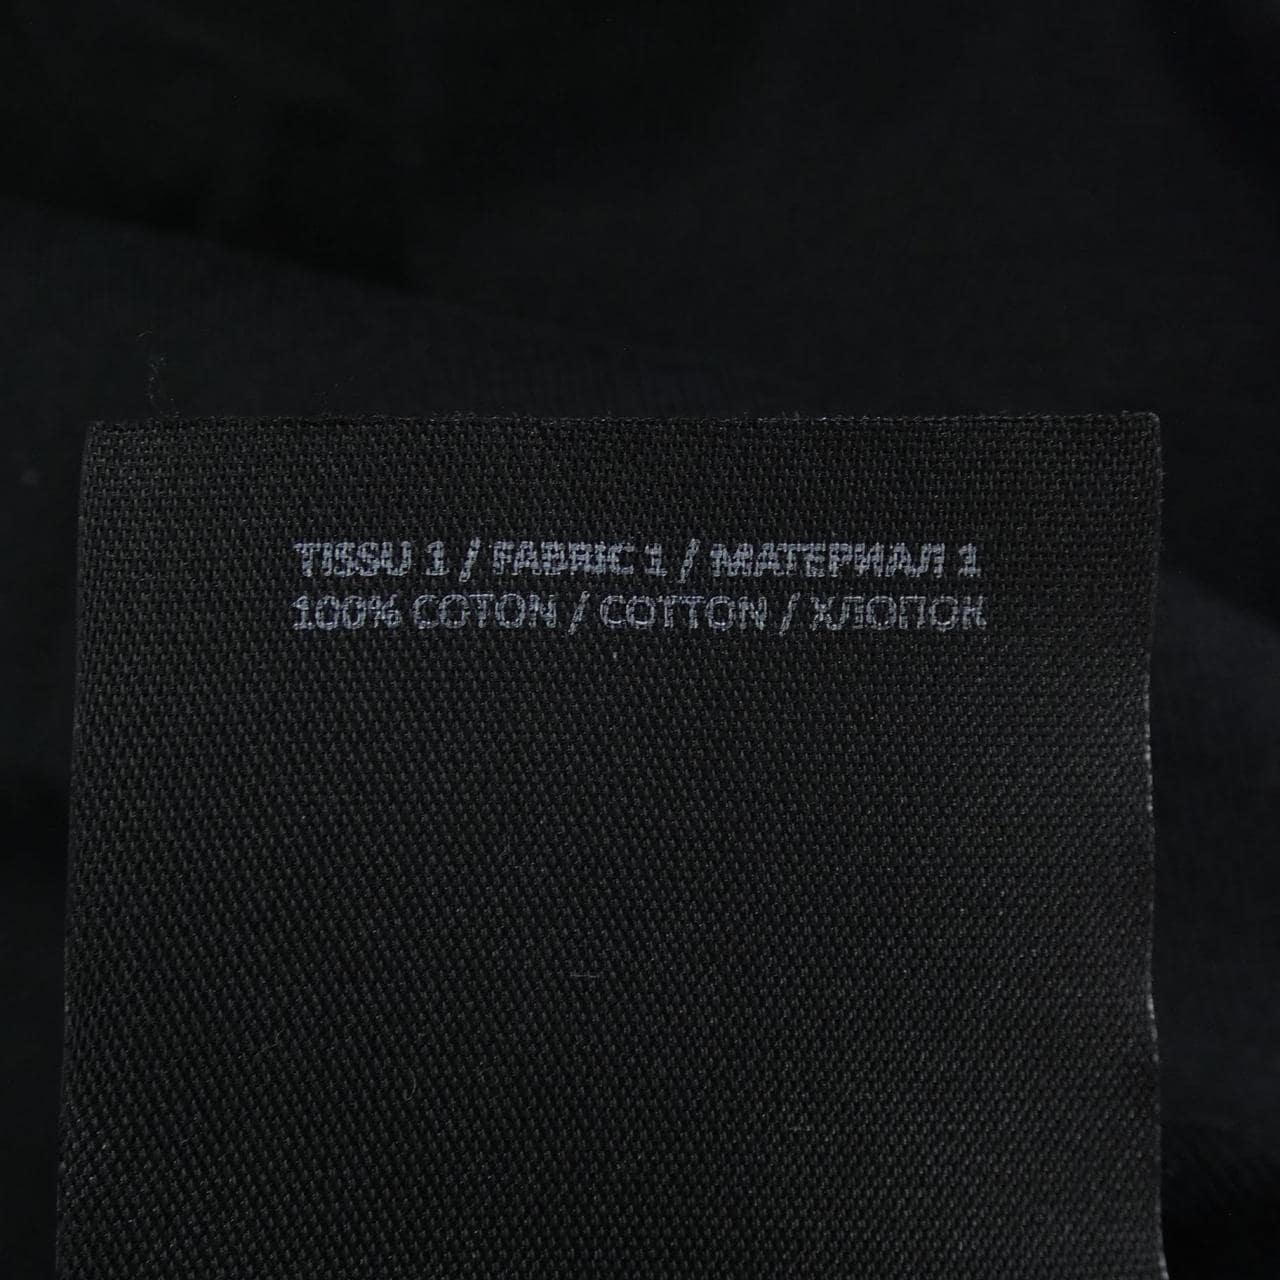 TISSU 1 / FABRIC 1 / МАТЕРИАЛ 1
100% COTON / COTTON / ХЛОПОК